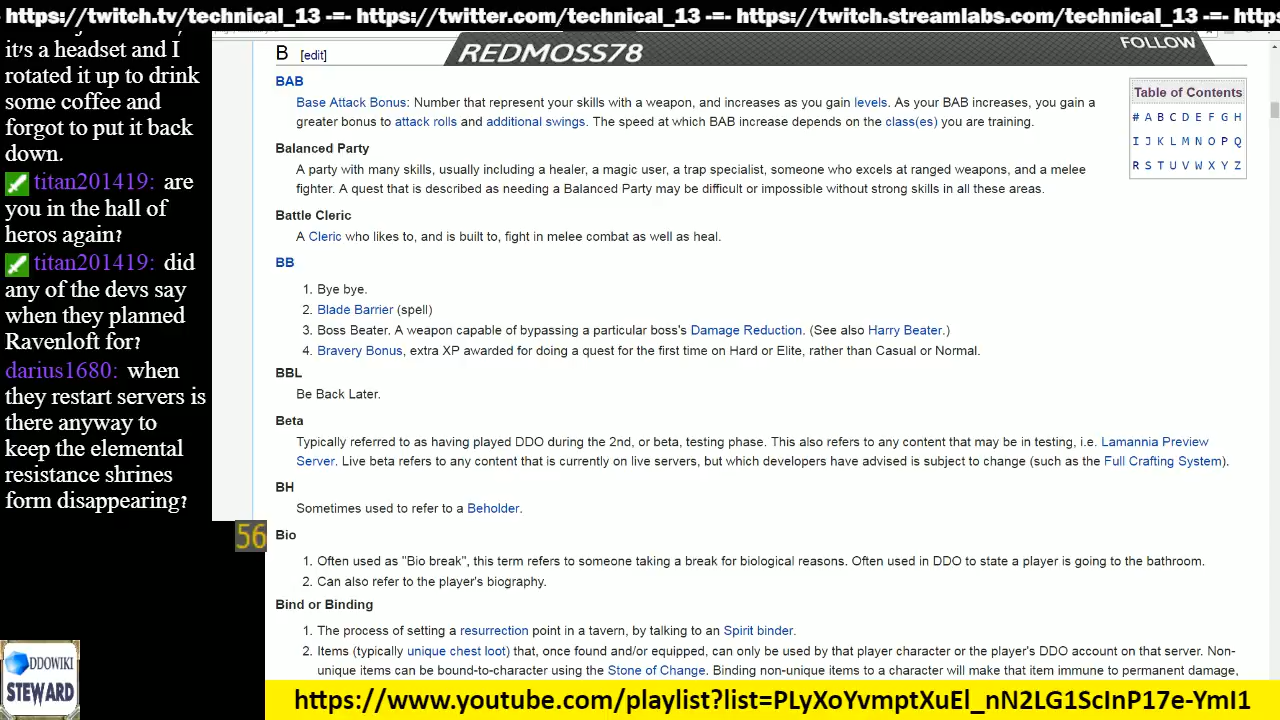 https://twitch.tv/technical_13 -=- https://twitter.com/technical_13 -=- https://twitch.streamlabs.com/technical_13 -=- https
it's a headset and I
rotated it up to drink
some coffee and
forgot to put it back
down.
titan201419: are
you in the hall of
heros again?
titan201419: did
any of the devs say
when they planned
Ravenloft for?
darius1680: when
they restart servers is
there anyway to
keep the elemental
resistance shrines
form disappearing?
56
DDOWIKI
STEWARD
REDMOSS78
FOLLOW
B [edit]
BAB
Base Attack Bonus: Number that represent your skills with a weapon, and increases as you gain levels. As your BAB increases, you gain a
greater bonus to attack rolls and additional swings. The speed at which BAB increase depends on the class(es) you are training.
Balanced Party
A party with many skills, usually including a healer, a magic user, a trap specialist, someone who excels at ranged weapons, and a melee
fighter. A quest that is described as needing a Balanced Party may be difficult or impossible without strong skills in all these areas.
Battle Cleric
A Cleric who likes to, and is built to, fight in melee combat as well as heal.
BB
1. Bye bye.
2. Blade Barrier (spell)
3. Boss Beater. A weapon capable of bypassing a particular boss's Damage Reduction. (See also Harry Beater.)
4. Bravery Bonus, extra XP awarded for doing a quest for the first time on Hard or Elite, rather than Casual or Normal.
BBL
Be Back Later.
Beta
Typically referred to as having played DDO during the 2nd, or beta, testing phase. This also refers to any content that may be in testing, i.e. Lamannia Preview
Server. Live beta refers to any content that is currently on live servers, but which developers have advised is subject to change (such as the Full Crafting System).
BH
Sometimes used to refer to a Beholder.
Bio
1. Often used as "Bio break", this term refers to someone taking a break for biological reasons. Often used in DDO to state a player is going to the bathroom.
2. Can also refer to the player's biography.
Bind or Binding
1. The process of setting a resurrection point in a tavern, by talking to an Spirit binder.
2. Items (typically unique chest loot) that, once found and/or equipped, can only be used by that player character or the player's DDO account on that server. Non-
unique items can be bound-to-character using the Stone of Change. Binding non-unique items to a character will make that item immune to permanent damage,
Table of Contents
# A B C D E F G H
I J K L M N O P Q
R S T U V W X Y Z
https://www.youtube.com/playlist?list=PLyXoYvmptXuEl_nN2LG1ScInP17e-YmI1